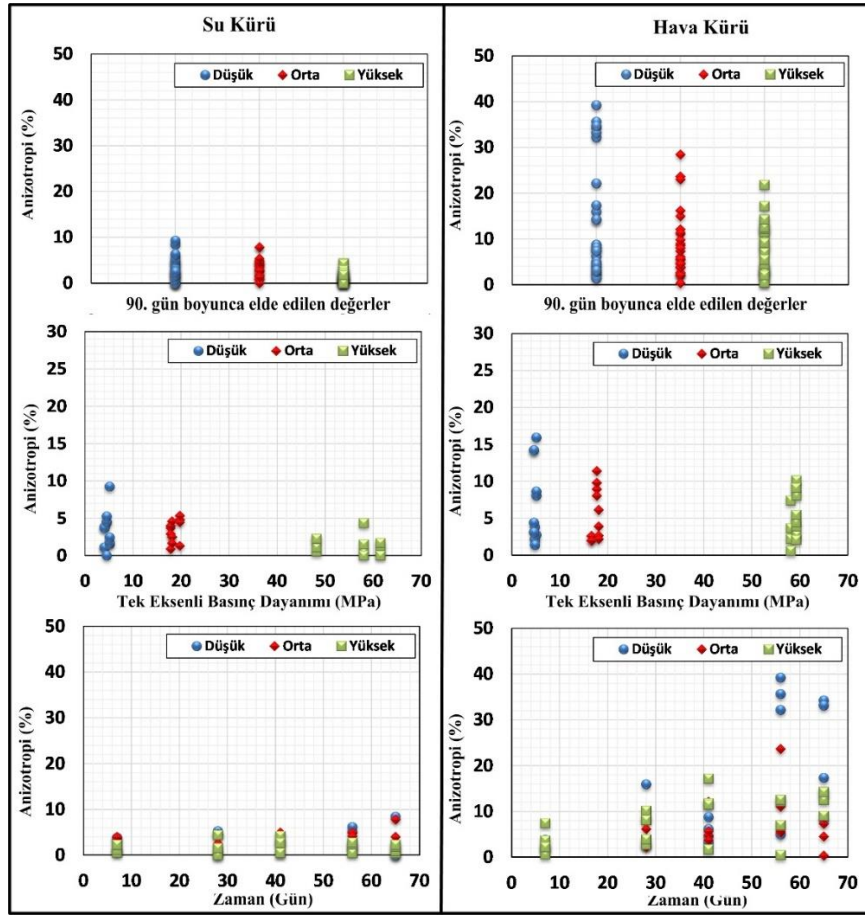 Su Kürü
50
40
30
20
10
0
Anizotropi (%)
Düşük Orta Yüksek
90. gün boyunca elde edilen değerler
30
25
20
15
10
5
0
Anizotropi (%)
Düşük Orta Yüksek
0 10 20 30 40 50 60 70
Tek Eksenli Basınç Dayanımı (MPa)
50
40
30
20
10
0
Anizotropi (%)
Düşük Orta Yüksek
0 10 20 30 40 50 60 70
Zaman (Gün)
Hava Kürü
50
40
30
20
10
0
Anizotropi (%)
Düşük Orta Yüksek
90. gün boyunca elde edilen değerler
30
25
20
15
10
5
0
Anizotropi (%)
Düşük Orta Yüksek
0 10 20 30 40 50 60 70
Tek Eksenli Basınç Dayanımı (MPa)
50
40
30
20
10
0
Anizotropi (%)
Düşük Orta Yüksek
0 10 20 30 40 50 60 70
Zaman (Gün)